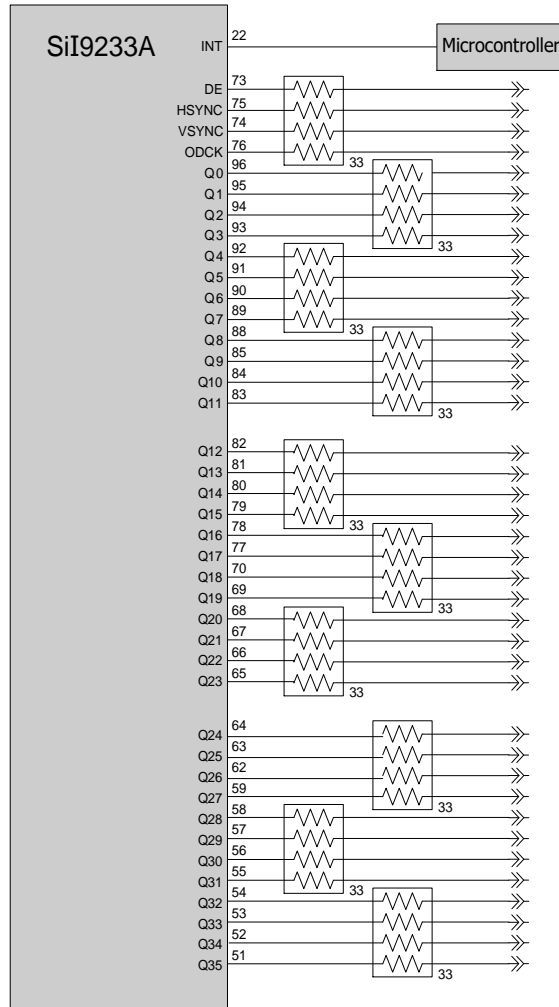 SiI9233A
INT 22 Microcontroller
DE 73
HSYNC 75
VSYNC 74
ODCK 76
33
Q0 96
Q1 95
Q2 94
Q3 93
33
Q4 92
Q5 91
Q6 90
Q7 89
33
Q8 88
Q9 85
Q10 84
Q11 83
33
Q12 82
Q13 81
Q14 80
Q15 79
33
Q16 78
Q17 77
Q18 70
Q19 69
33
Q20 68
Q21 67
Q22 66
Q23 65
33
Q24 64
Q25 63
Q26 62
Q27 59
33
Q28 58
Q29 57
Q30 56
Q31 55
33
Q32 54
Q33 53
Q34 52
Q35 51
33